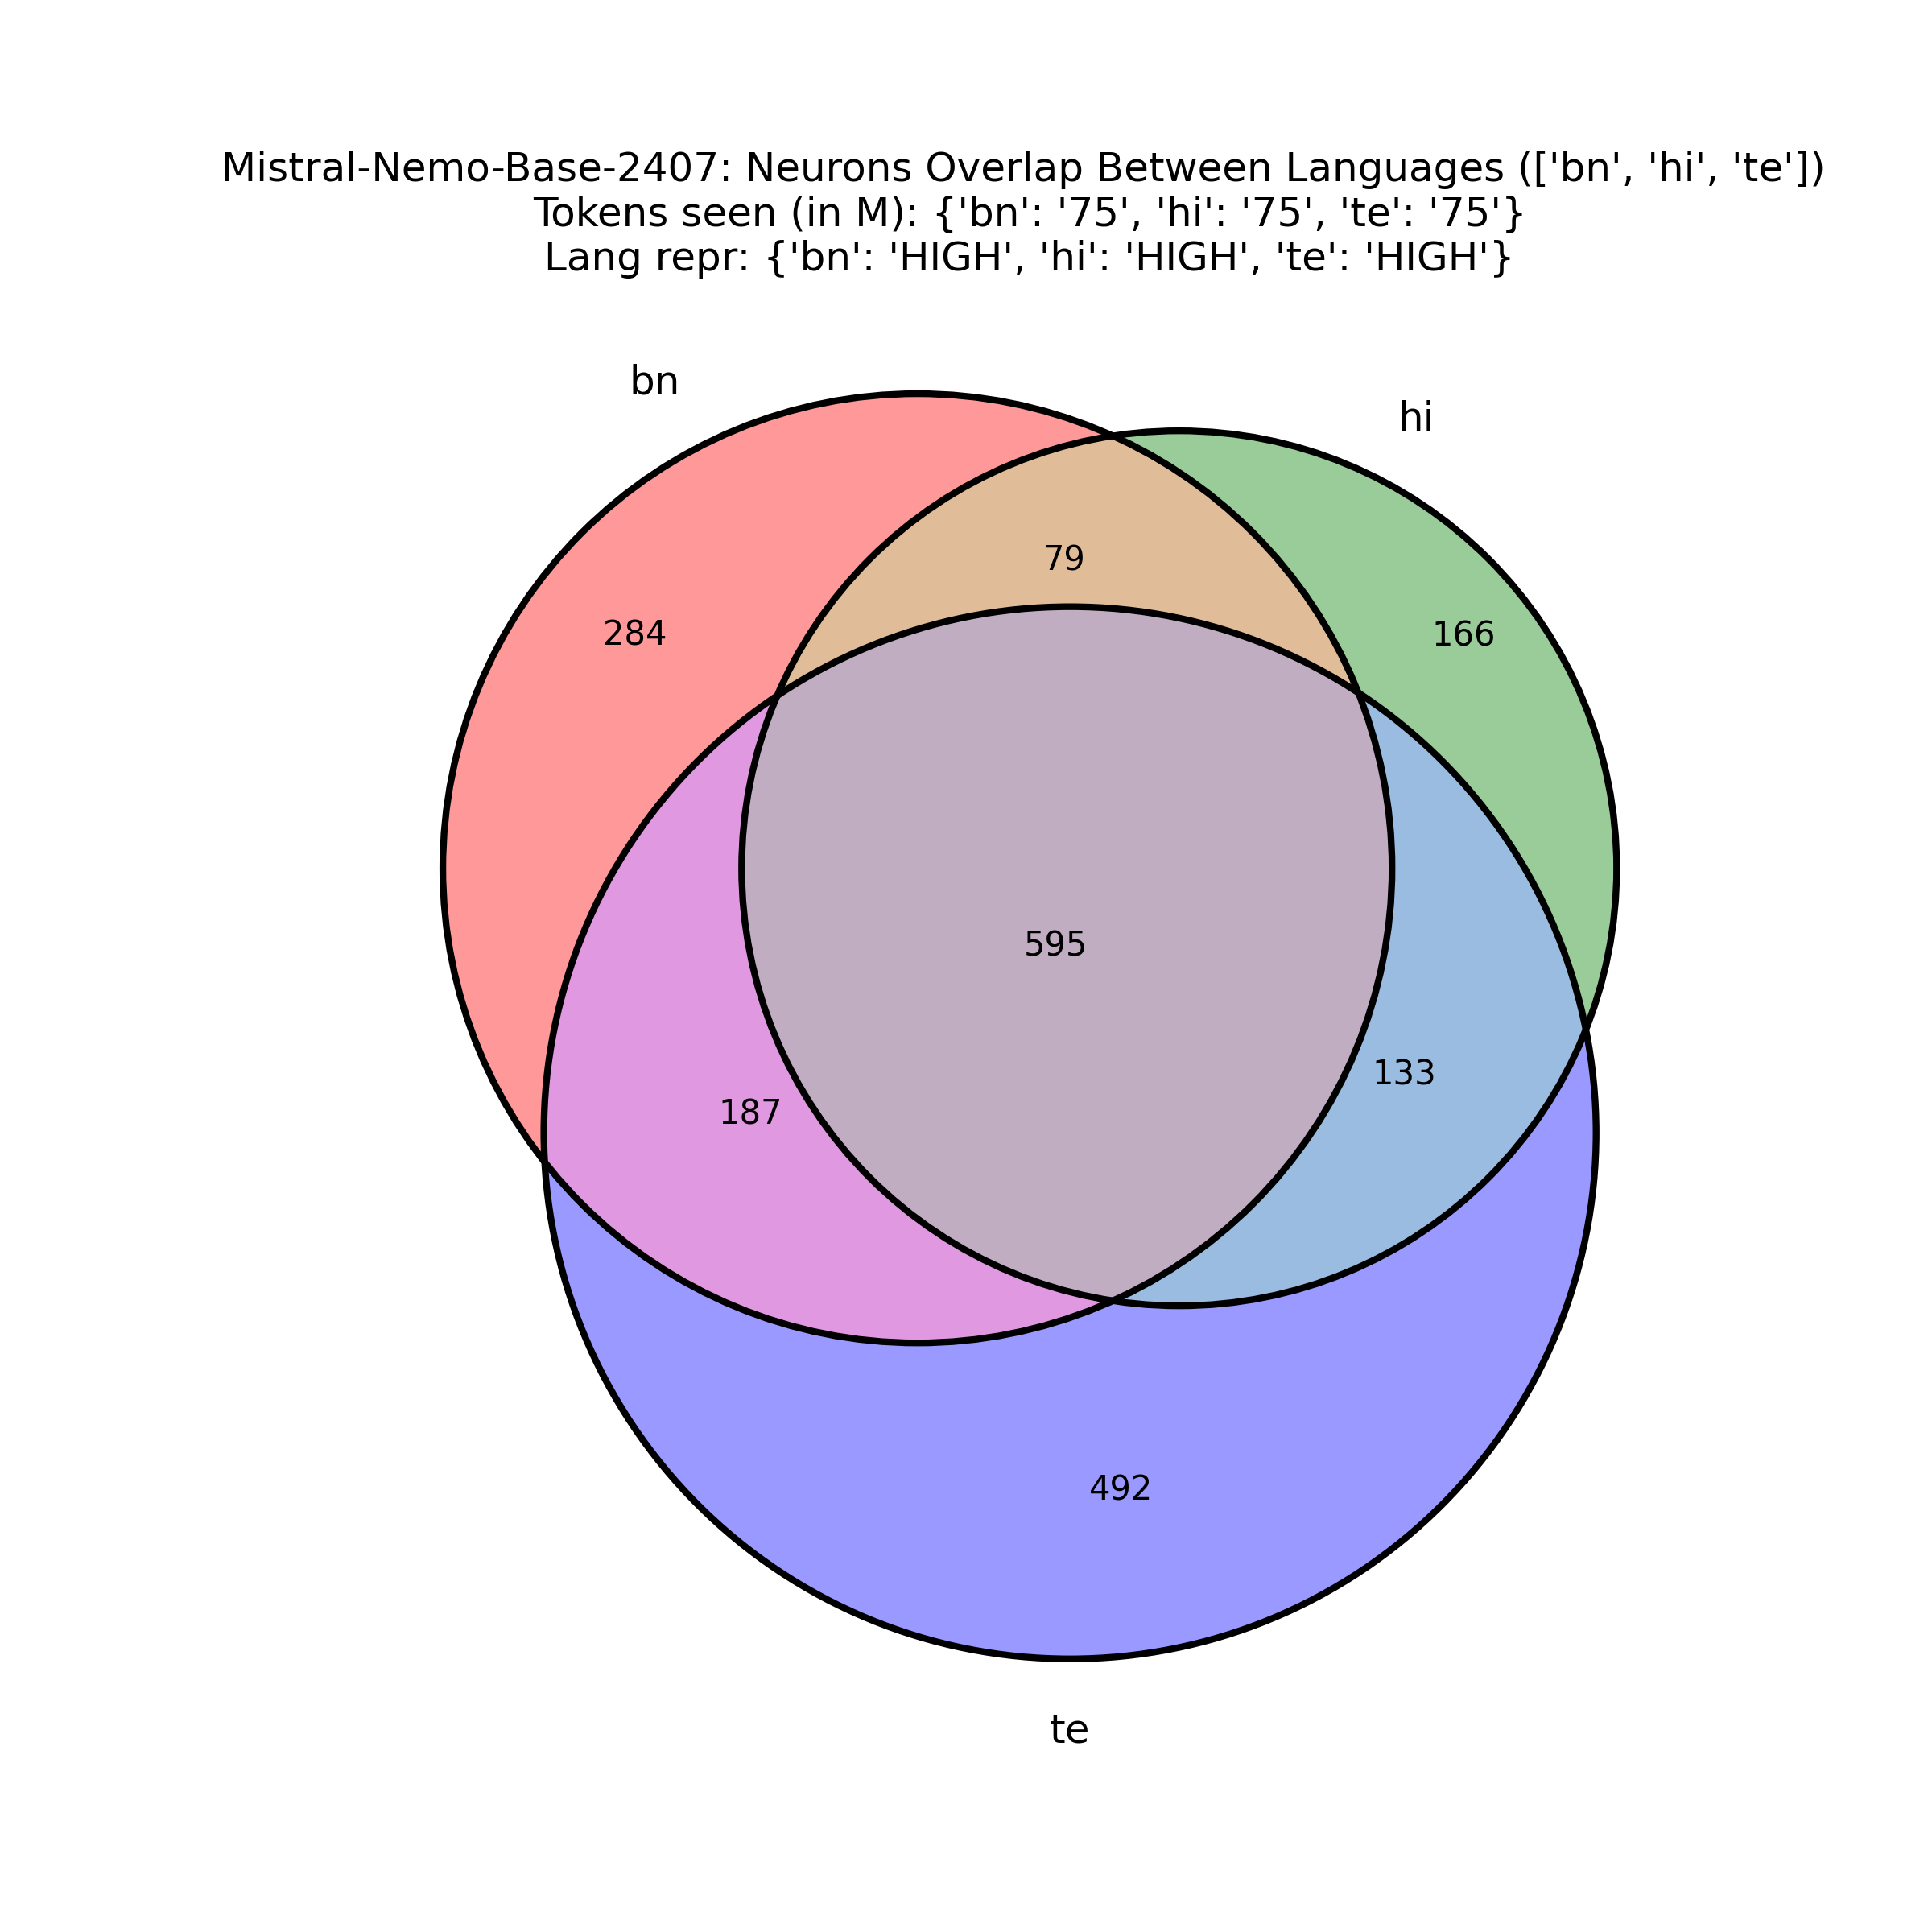 Mistral-Nemo-Base-2407: Neurons Overlap Between Languages (['bn', 'hi', 'te'])
Tokens seen (in M): {'bn': '75', 'hi': '75', 'te': '75'}
Lang repr: {'bn': 'HIGH', 'hi': 'HIGH', 'te': 'HIGH'}
bn
hi
79
284
166
595
133
187
492
te